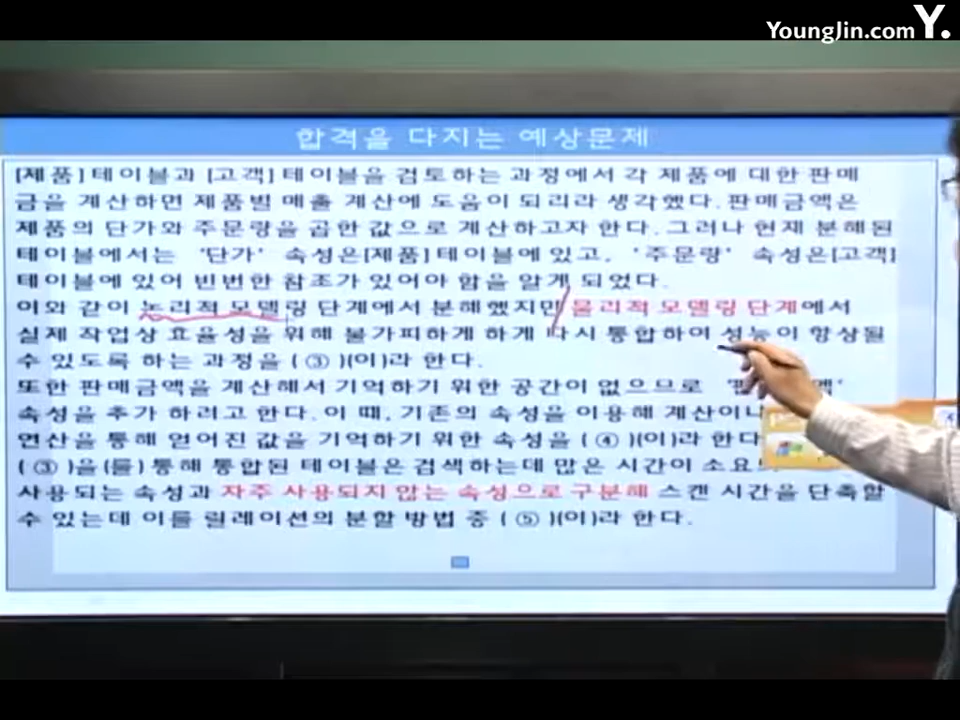 YoungJin.com Y.
합격을 다지는 예상문제
[제품]테이블과 [고객]테이블을 검토하는 과정에서 각 제품에 대한 판매
금을 계산하면 제품빌 매출 계산에 도움이 되리라 생각했다. 판매금액은
제품의 단가와 주문량을 곱한 값으로 계산하고자 한다. 그러나 현재 분해된
테이블에서는 '단가' 속성은[제품]테이블에 있고, '주문량' 속성은[고객]
테이블에 있어 빈번한 참조가 있어야 함을 알게 되었다.
이와 같이 논리적 모델링 단계에서 분해했지만 물리적 모델링 단계에서
실제 작업상 효율성을 위해 불가피하게 하게 다시 통합하여 성능이 향상될
수 있도록 하는 과정을 ( ③ )(이)라 한다.
또한 판매금액을 계산해서 기억하기 위한 공간이 없으므로
속성을 추가 하려고 한다. 이 때, 기존의 속성을 이용해 계산이나
연산을 통해 얻어진 값을 기억하기 위한 속성을 ( ④ )(이)라 한다
( ③ )을(를) 통해 통합된 테이블은 검색하는데 많은 시간이
사용되는 속성과 자주 사용되지 않는 속성으로 구분해 스캔 시간을 단축할
수 있는데 이를 릴레이션의 분할 방법 중 ( ⑤ )(이)라 한다.